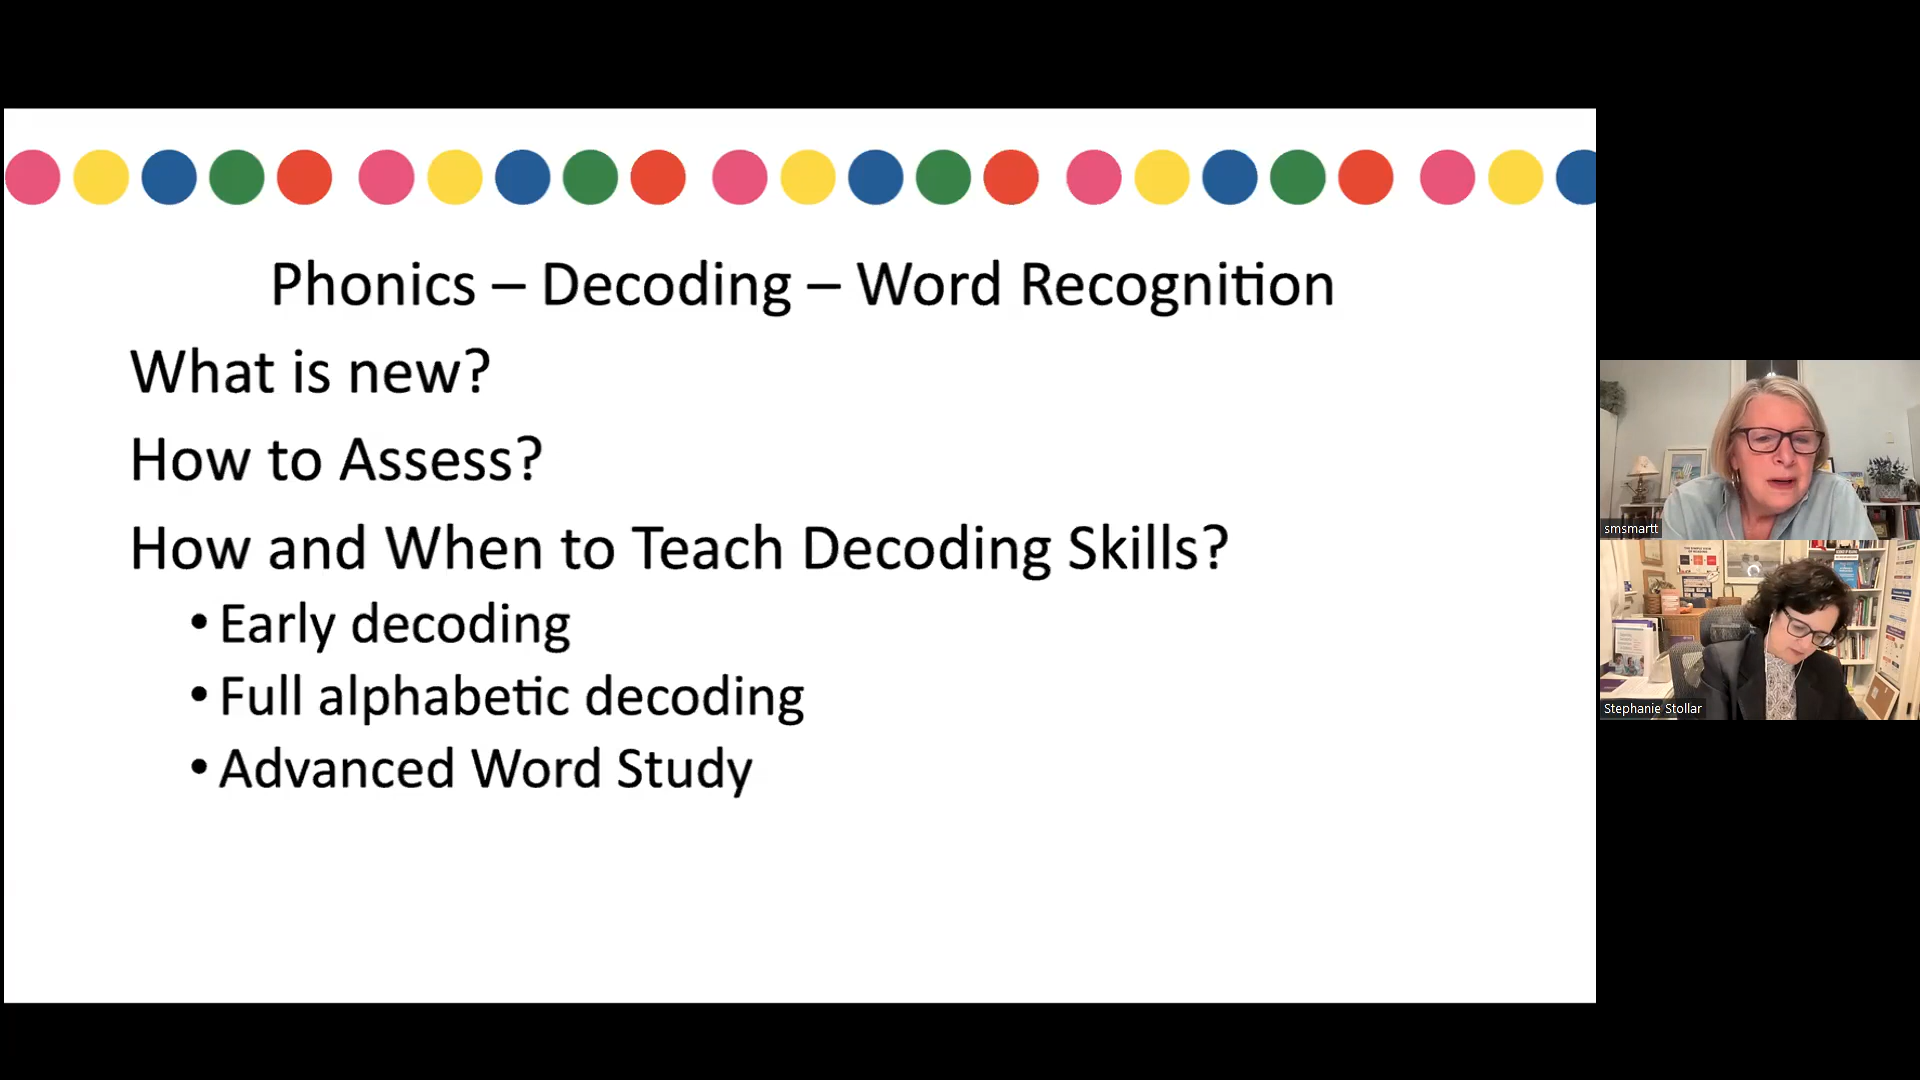 Phonics – Decoding – Word Recognition
What is new?
How to Assess?
How and When to Teach Decoding Skills?
• Early decoding
• Full alphabetic decoding
• Advanced Word Study
smsmartt
Stephanie Stollar